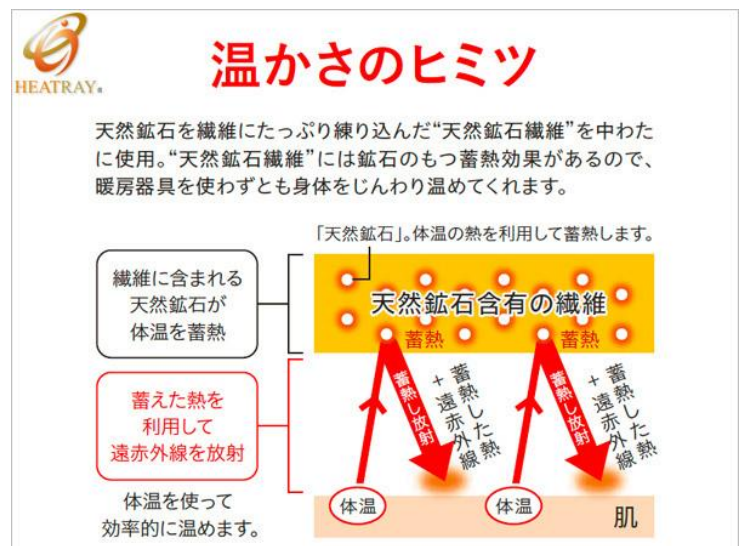 HEATRAY®
温かさのヒミツ
天然鉱石を繊維にたっぷり練り込んだ“天然鉱石繊維”を中わた
に使用。“天然鉱石繊維”には鉱石のもつ蓄熱効果があるので、
暖房器具を使わずとも身体をじんわり温めてくれます。
「天然鉱石」。体温の熱を利用して蓄熱します。
繊維に含まれる
天然鉱石が
体温を蓄熱
天然鉱石含有の繊維
蓄熱
蓄熱
蓄えた熱を
利用して
遠赤外線を放射
蓄熱し放射
蓄熱した熱
+遠赤外線
蓄熱し放射
蓄熱した熱
+遠赤外線
体温を使って
効率的に温めます。
体温
体温
肌